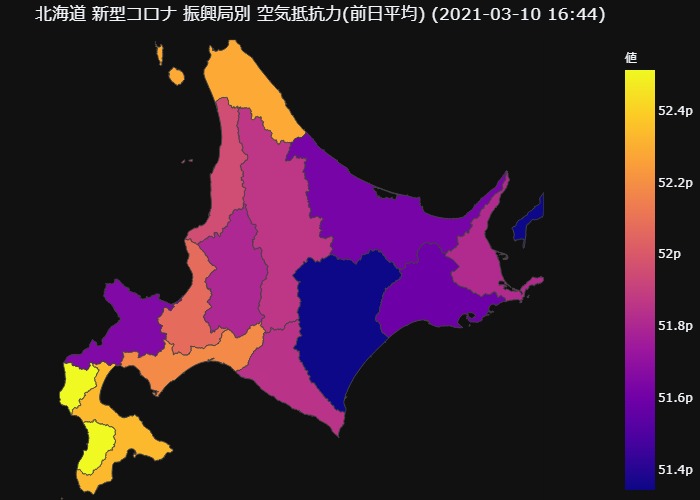 北海道 新型コロナ 振興局別 空気抵抗力(前日平均) (2021-03-10 16:44)
値
52.4p
52.2p
52p
51.8p
51.6p
51.4p